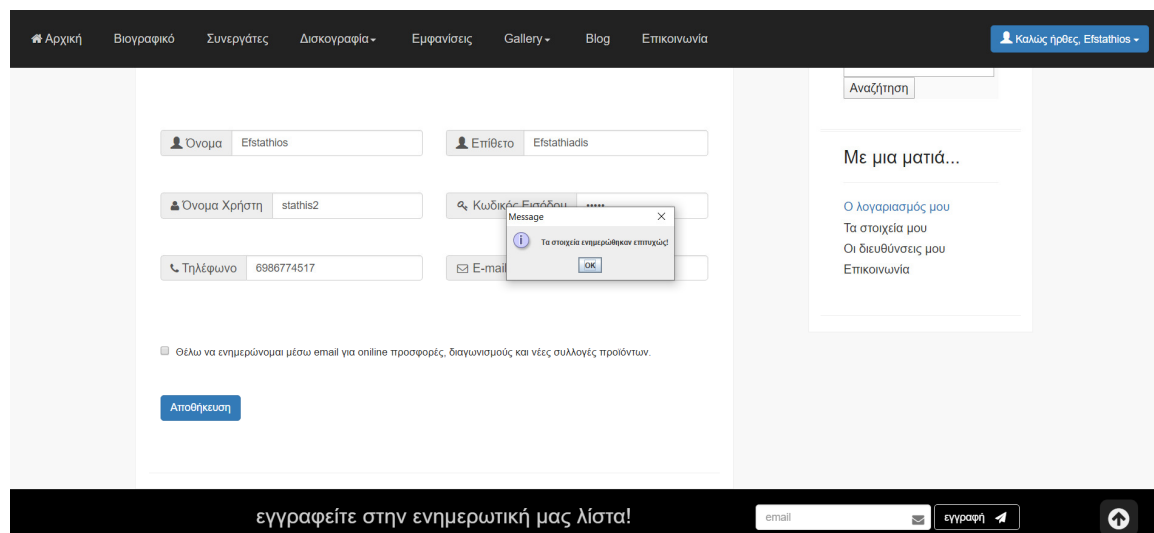 Αρχική Βιογραφικό Συνεργάτες Δισκογραφία Εμφανίσεις Gallery Blog Επικοινωνία Καλώς ήρθες, Efstathios
Αναζήτηση
Όνομα Efstathios Επίθετο Efstathiadis
Με μια ματιά...
Όνομα Χρήστη stathis2 Κωδικός Εισόδου •••••
Ο λογαριασμός μου
Τα στοιχεία μου
Οι διευθύνσεις μου
Επικοινωνία
Message
Τα στοιχεία ενημερώθηκαν επιτυχώς!
OK
Τηλέφωνο 6986774517 E-mail
Θέλω να ενημερώνομαι μέσω email για oniline προσφορές, διαγωνισμούς και νέες συλλογές προϊόντων.
Αποθήκευση
εγγραφείτε στην ενημερωτική μας λίστα! email εγγραφή